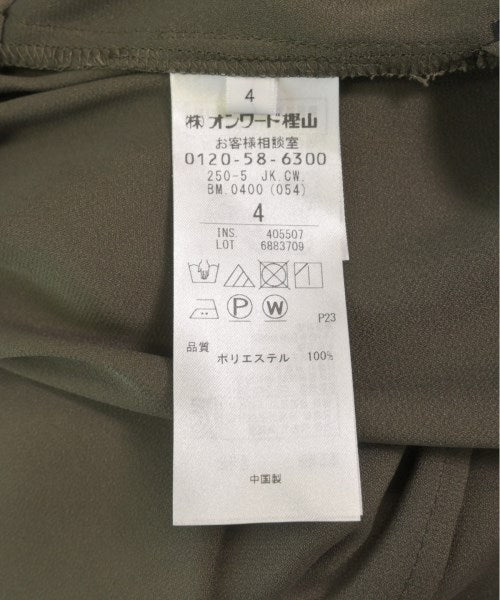 4
㈱オンワード樫山
お客様相談室
0120-58-6300
250-5 JK.CW.
BM.0400 (054)
4
INS. 405507
LOT 6883709
P W
P23
品質
ポリエステル 100%
中国製